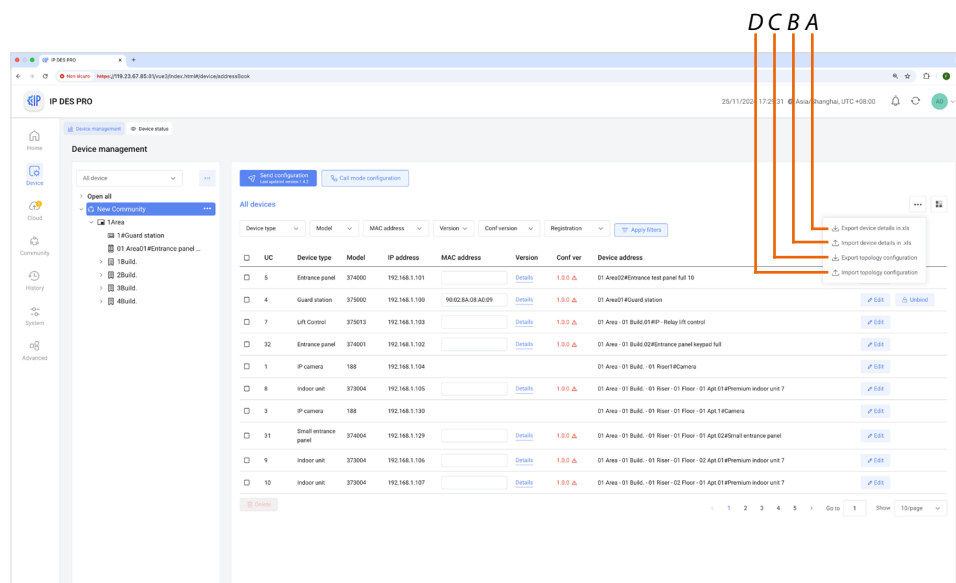 D C B A
IP DES PRO
Non sicuro https://119.23.67.85:81/vue3/index.html#/device/addressBook
IP DES PRO
25/11/2024 17:29:31 Asia/Shanghai, UTC +08:00
AD
Device management Device status
Home
Device management
Device
Cloud
Community
History
System
Advanced
All device
Open all
New Community
1Area
1#Guard station
01 Area01#Entrance panel ...
1Build.
2Build.
3Build.
4Build.
Send configuration
Call mode configuration
All devices
Device type Model MAC address Version Conf version Registration Apply filters
Export device details in.xls
Import device details in .xls
Export topology configuration
Import topology configuration
UC Device type Model IP address MAC address Version Conf ver Device address
5 Entrance panel 374000 192.168.1.101 Details 1.0.0 01 Area02#Entrance test panel full 10
4 Guard station 375000 192.168.1.100 90:02:8A:08:A0:09 Details 1.0.0 01 Area01#Guard station Edit Unbind
7 Lift Control 375013 192.168.1.103 Details 1.0.0 01 Area - 01 Build.01#IP - Relay lift control Edit
32 Entrance panel 374001 192.168.1.102 Details 1.0.0 01 Area - 01 Build.02#Entrance panel keypad full Edit
1 IP camera 188 192.168.1.104 01 Area - 01 Build. - 01 Riser1#Camera Edit
8 Indoor unit 373004 192.168.1.105 Details 1.0.0 01 Area - 01 Build. - 01 Riser - 01 Floor - 01 Apt.01#Premium indoor unit 7 Edit
3 IP camera 188 192.168.1.130 01 Area - 01 Build. - 01 Riser - 01 Floor - 01 Apt.1#Camera Edit
31 Small entrance panel 374004 192.168.1.129 Details 1.0.0 01 Area - 01 Build. - 01 Riser - 01 Floor - 01 Apt.02#Small entrance panel Edit
9 Indoor unit 373004 192.168.1.106 Details 1.0.0 01 Area - 01 Build. - 01 Riser - 01 Floor - 02 Apt.01#Premium indoor unit 7 Edit
10 Indoor unit 373004 192.168.1.107 Details 1.0.0 01 Area - 01 Build. - 01 Riser - 02 Floor - 01 Apt.01#Premium indoor unit 7 Edit
Delete
1 2 3 4 5 Go to 1 Show 10/page